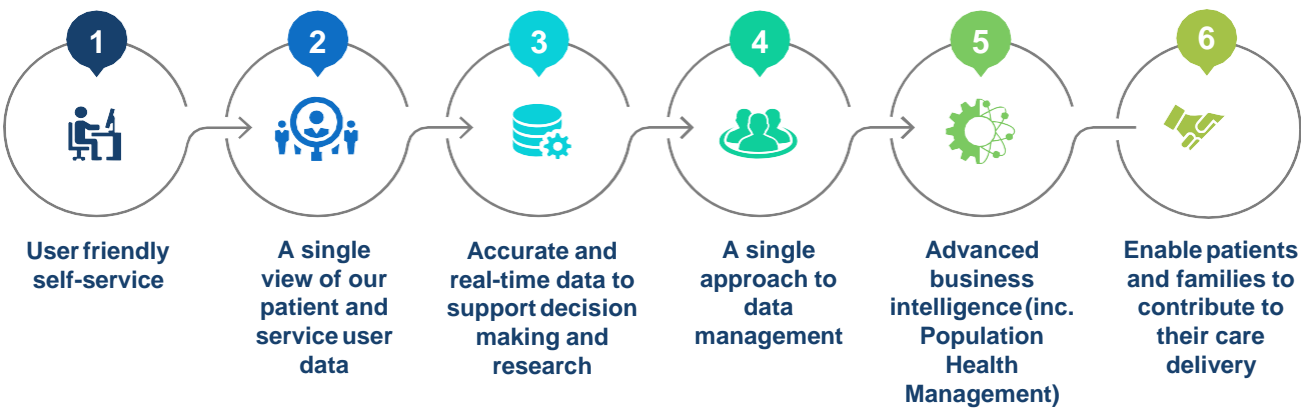 1
User friendly
self-service
2
A single
view of our
patient and
service user
data
3
Accurate and
real-time data to
support decision
making and
research
4
A single
approach to
data
management
5
Advanced
business
intelligence (inc.
Population
Health
Management)
6
Enable patients
and families to
contribute to
their care
delivery